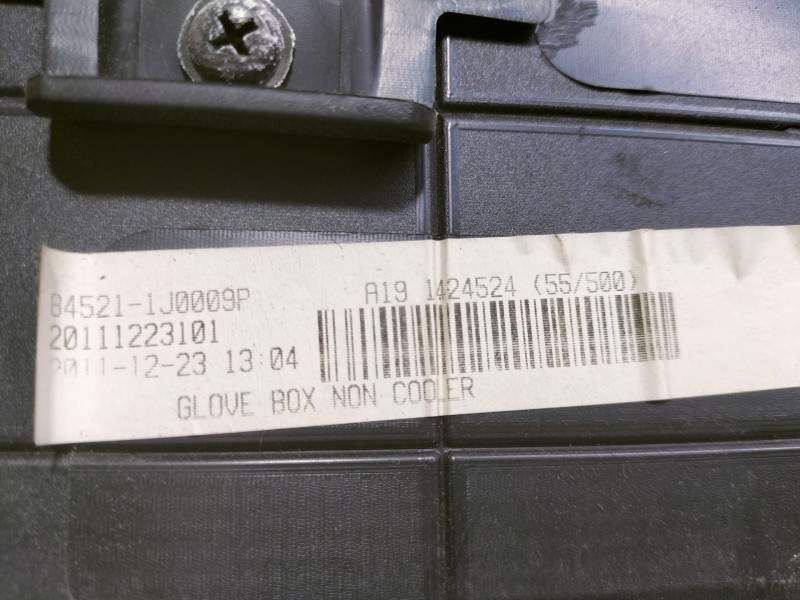 84521-1J0009P A19 1424524 (55/500)
20111223101
2011-12-23 13:04
GLOVE BOX NON COOLER